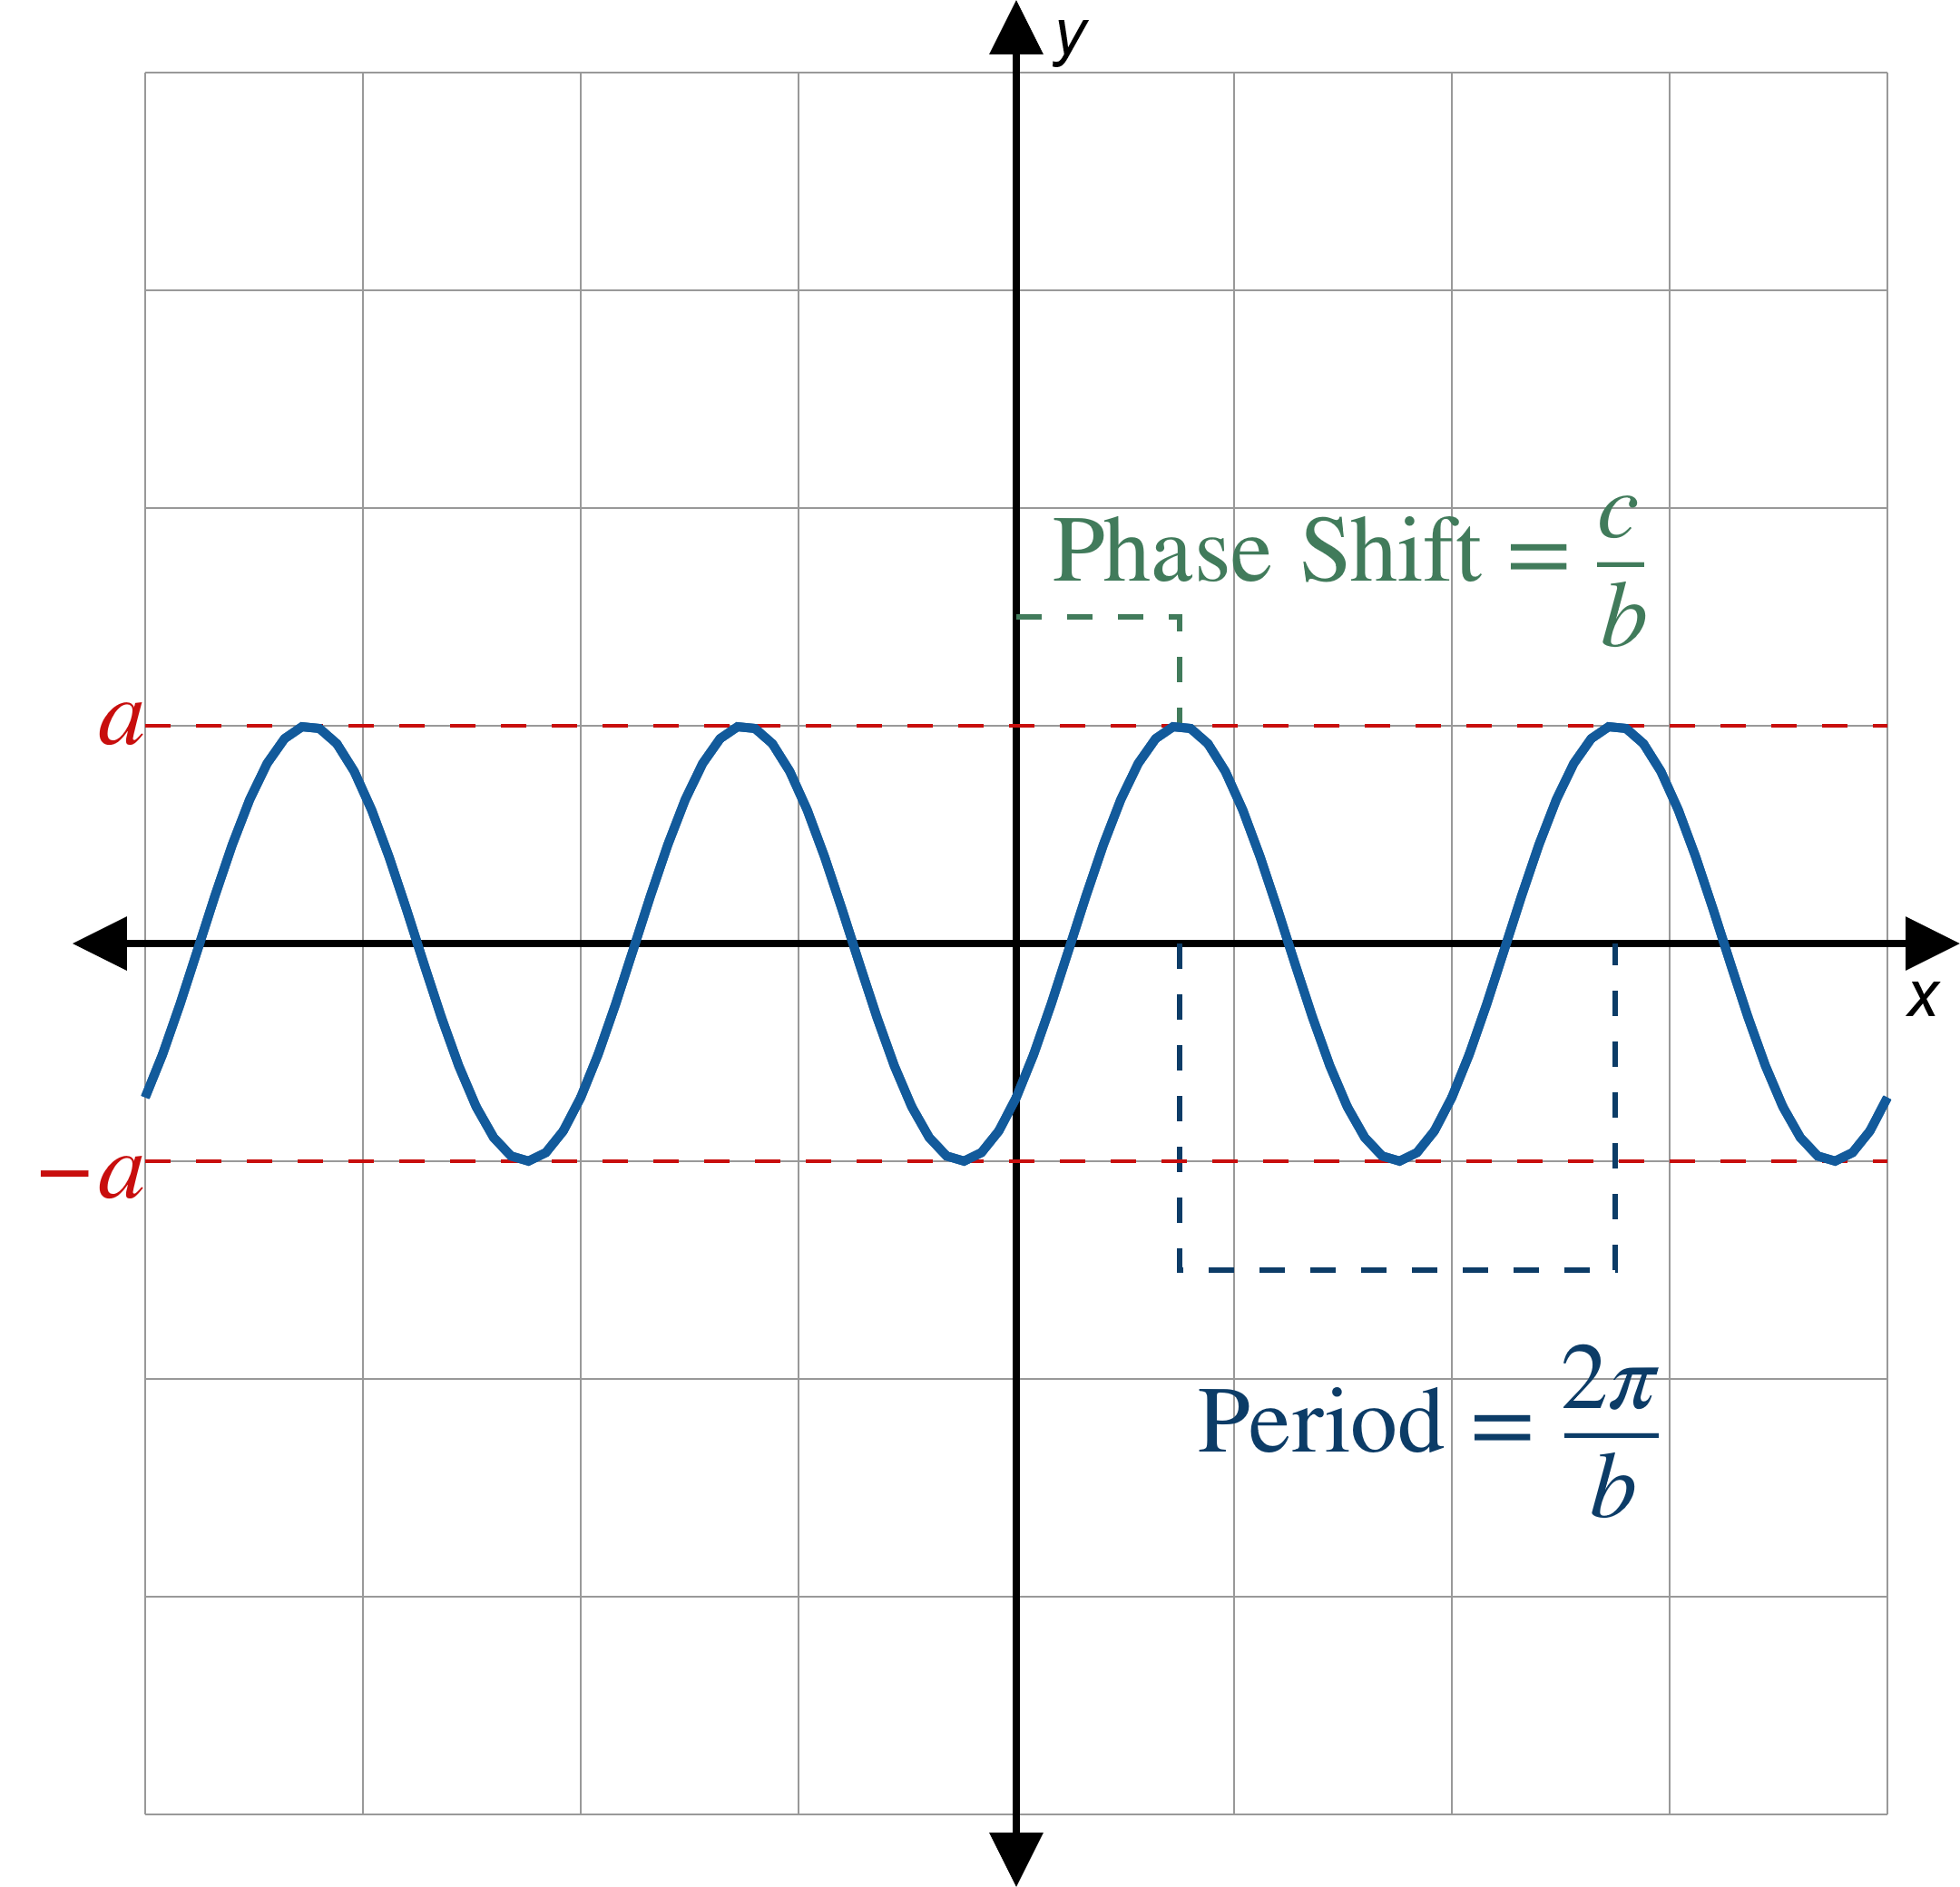 y
Phase Shift = c/b
a
x
−a
Period = 2π/b